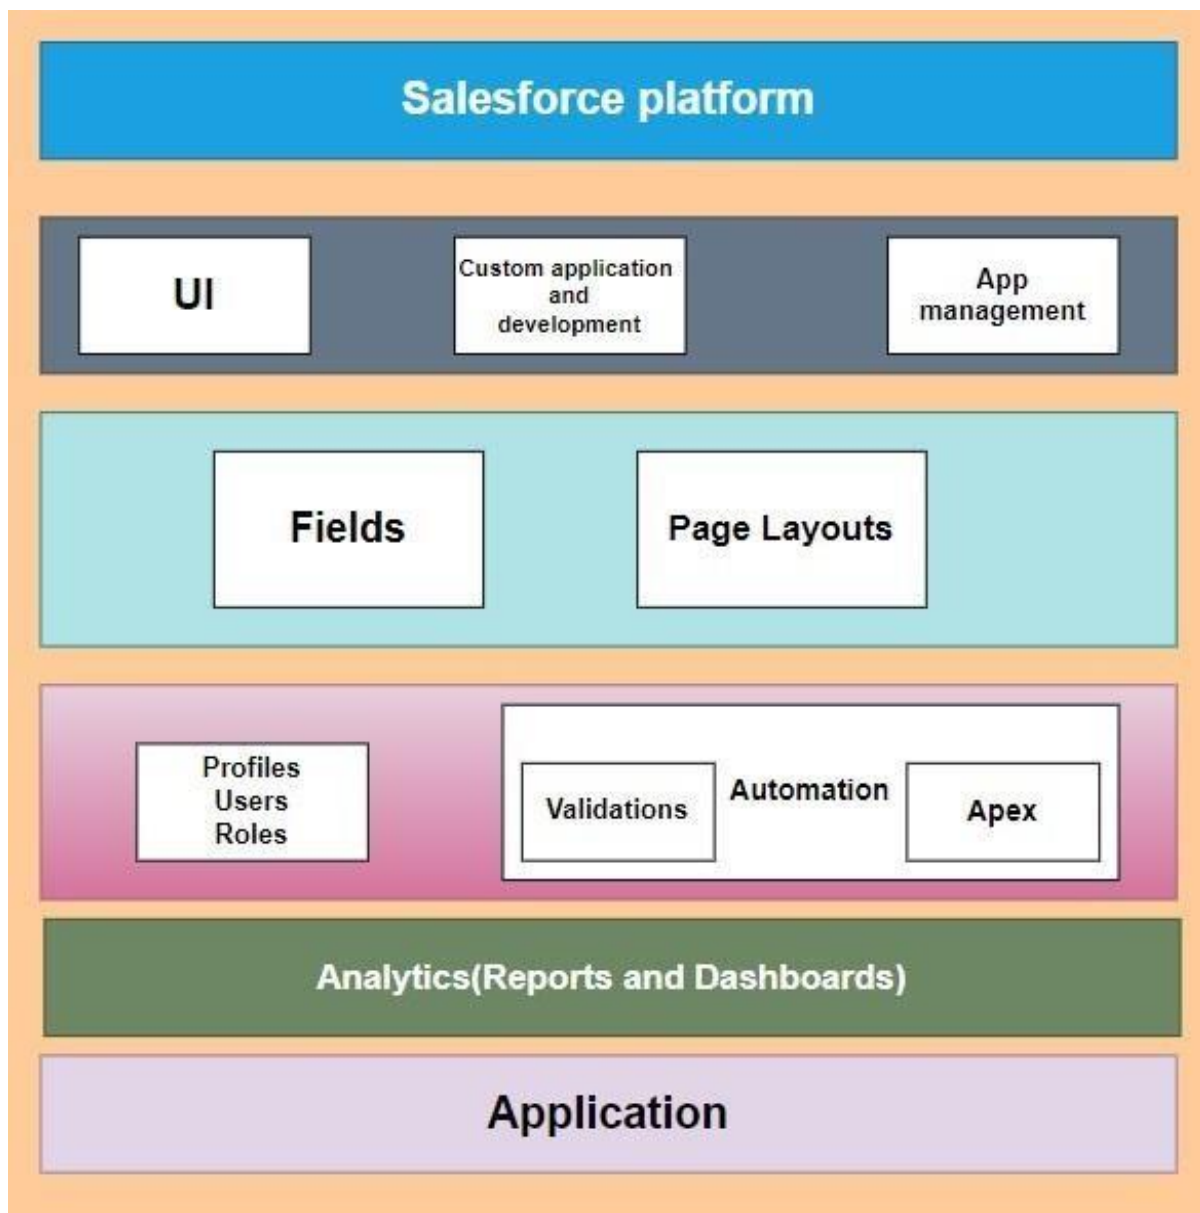 Salesforce platform
UI
Custom application
and
development
App
management
Fields
Page Layouts
Profiles
Users
Roles
Validations
Automation
Apex
Analytics(Reports and Dashboards)
Application